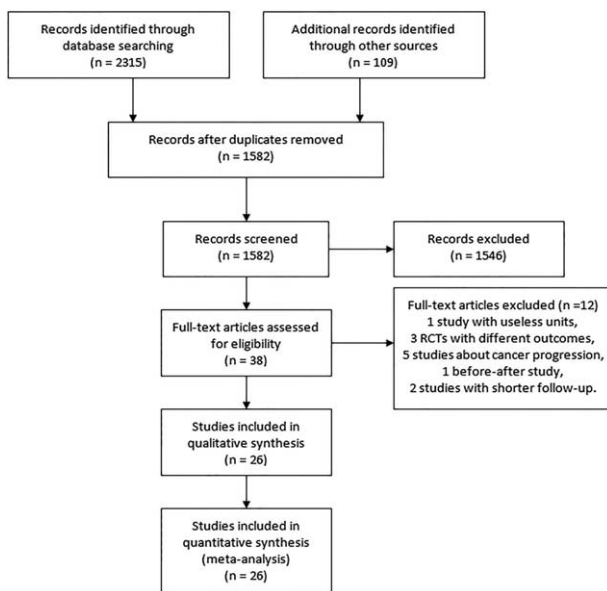 Records identified through
database searching
(n = 2315)
Additional records identified
through other sources
(n = 109)
Records after duplicates removed
(n = 1582)
Records screened
(n = 1582)
Records excluded
(n = 1546)
Full-text articles assessed
for eligibility
(n = 38)
Full-text articles excluded (n =12)
1 study with useless units,
3 RCTs with different outcomes,
5 studies about cancer progression,
1 before-after study,
2 studies with shorter follow-up.
Studies included in
qualitative synthesis
(n = 26)
Studies included in
quantitative synthesis
(meta-analysis)
(n = 26)